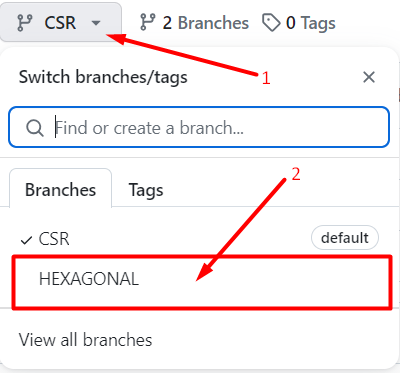 CSR 2 Branches 0 Tags
1
Switch branches/tags
Find or create a branch...
2
Branches Tags
CSR default
HEXAGONAL
View all branches